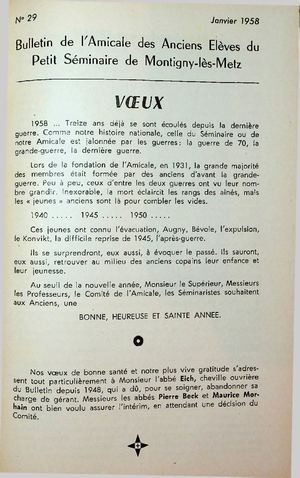 N° 29
Janvier 1958
Bulletin de l'Amicale des Anciens Elèves du
Petit Séminaire de Montigny-lès-Metz
VŒUX
1958 ... Treize ans déjà se sont écoulés depuis la dernière
guerre. Comme notre histoire nationale, celle du Séminaire ou de
notre Amicale est jalonnée par les guerres : la guerre de 70, la
grande-guerre, la dernière guerre.
Lors de la fondation de l'Amicale, en 1931, la grande majorité
des membres était formée par des anciens d'avant la grande-
guerre. Peu à peu, ceux d'entre les deux guerres ont vu leur nom-
bre grandir. Inexorable, la mort éclaircit les rangs des aînés, mais
les « jeunes » anciens sont là pour combler les vides.
1940 ..... 1945 ..... 1950 .....
Ces jeunes ont connu l'évacuation, Augny, Bévoie, l'expulsion,
le Konvikt, la difficile reprise de 1945, l'après-guerre.
Ils se surprendront, eux aussi, à évoquer le passé. Ils sauront,
eux aussi, retrouver au milieu des anciens copains leur enfance et
leur jeunesse.
Au seuil de la nouvelle année, Monsieur le Supérieur, Messieurs
les Professeurs, le Comité de l'Amicale, les Séminaristes souhaitent
aux Anciens, une
BONNE, HEUREUSE ET SAINTE ANNEE.
Nos vœux de bonne santé et notre plus vive gratitude s'adres-
sent tout particulièrement à Monsieur l'abbé Eich, cheville ouvrière
du Bulletin depuis 1948, qui a dû, pour se soigner, abandonner sa
charge de gérant. Messieurs les abbés Pierre Beck et Maurice Mor-
hain ont bien voulu assurer l'intérim, en attendant une décision du
Comité.